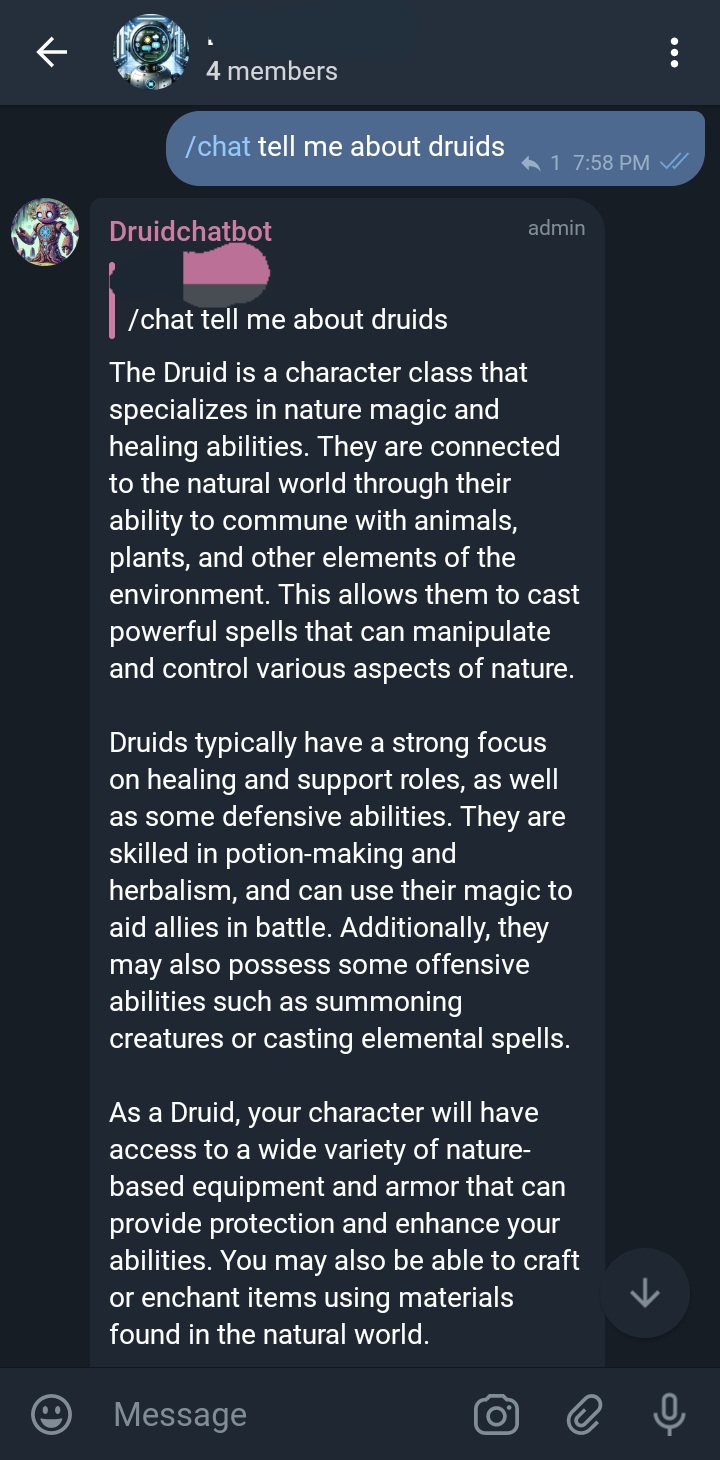 4 members
/chat tell me about druids
1 7:58 PM
Druidchatbot
admin
/chat tell me about druids
The Druid is a character class that
specializes in nature magic and
healing abilities. They are connected
to the natural world through their
ability to commune with animals,
plants, and other elements of the
environment. This allows them to cast
powerful spells that can manipulate
and control various aspects of nature.
Druids typically have a strong focus
on healing and support roles, as well
as some defensive abilities. They are
skilled in potion-making and
herbalism, and can use their magic to
aid allies in battle. Additionally, they
may also possess some offensive
abilities such as summoning
creatures or casting elemental spells.
As a Druid, your character will have
access to a wide variety of nature-
based equipment and armor that can
provide protection and enhance your
abilities. You may also be able to craft
or enchant items using materials
found in the natural world.
Message